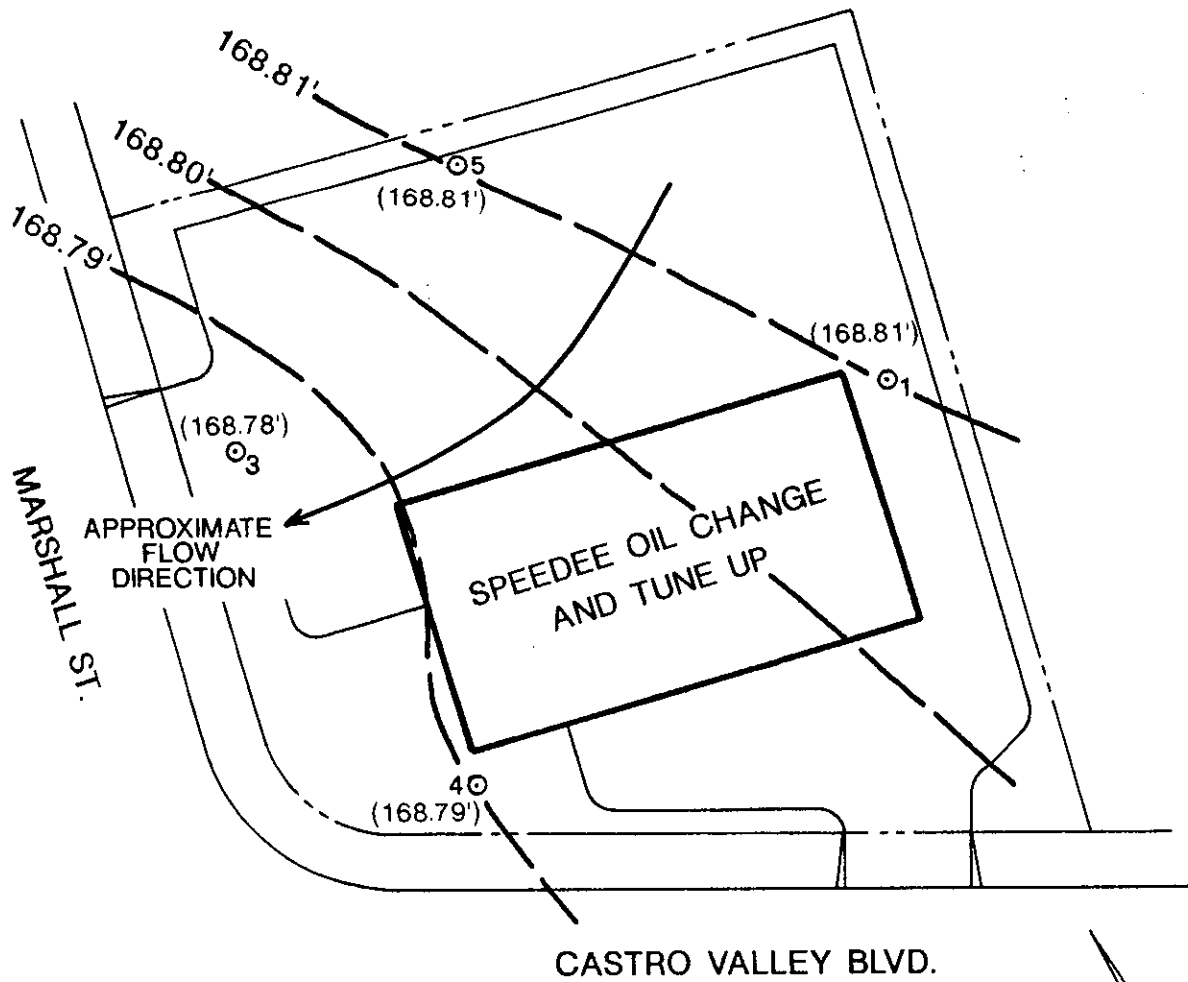 168.81'
168.80'
168.79'
5
(168.81')
(168.81')
1
(168.78')
3
APPROXIMATE
FLOW
DIRECTION
MARSHALL ST.
SPEEDEE OIL CHANGE
AND TUNE UP
4
(168.79')
CASTRO VALLEY BLVD.